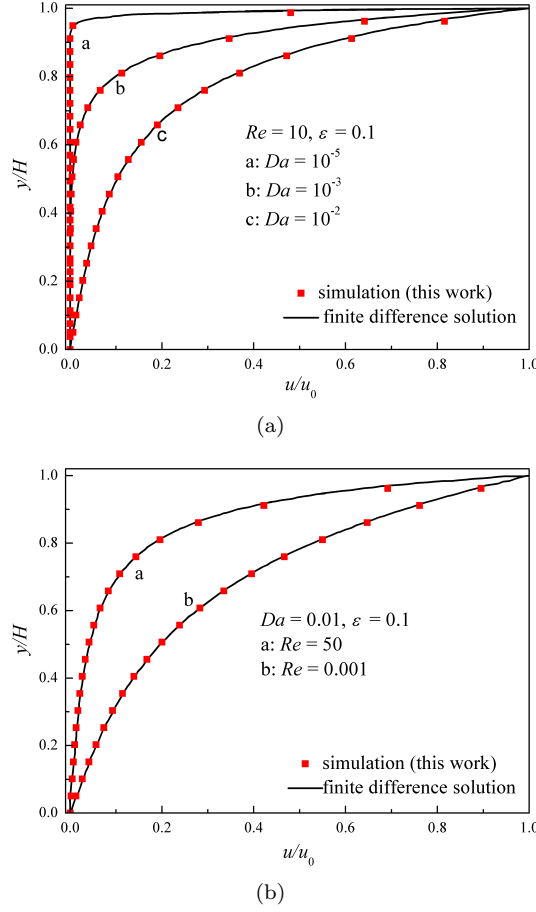 1.0
0.8
0.6
0.4
0.2
0.0
y/H
a
b
c
Re = 10, ε = 0.1
a: Da = 10^-5
b: Da = 10^-3
c: Da = 10^-2
simulation (this work)
finite difference solution
0.0 0.2 0.4 0.6 0.8 1.0
u/u_0
(a)
1.0
0.8
0.6
0.4
0.2
0.0
y/H
a
b
Da = 0.01, ε = 0.1
a: Re = 50
b: Re = 0.001
simulation (this work)
finite difference solution
0.0 0.2 0.4 0.6 0.8 1.0
u/u_0
(b)